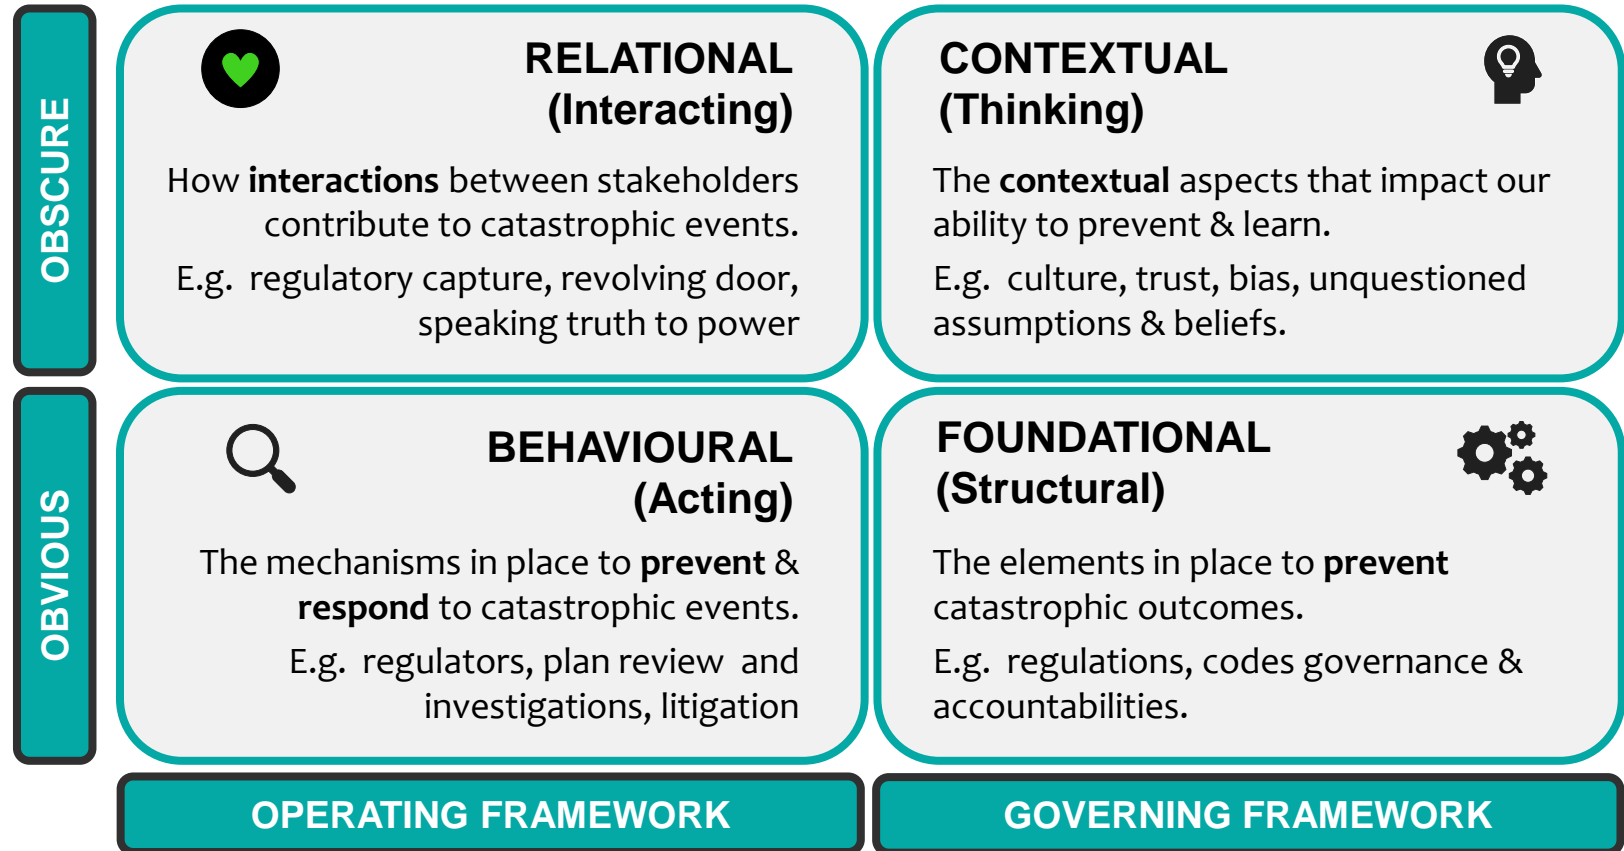 OBSCURE
RELATIONAL
(Interacting)
How interactions between stakeholders
contribute to catastrophic events.
E.g. regulatory capture, revolving door,
speaking truth to power
CONTEXTUAL
(Thinking)
The contextual aspects that impact our
ability to prevent & learn.
E.g. culture, trust, bias, unquestioned
assumptions & beliefs.
OBVIOUS
BEHAVIOURAL
(Acting)
The mechanisms in place to prevent &
respond to catastrophic events.
E.g. regulators, plan review and
investigations, litigation
FOUNDATIONAL
(Structural)
The elements in place to prevent
catastrophic outcomes.
E.g. regulations, codes governance &
accountabilities.
OPERATING FRAMEWORK
GOVERNING FRAMEWORK